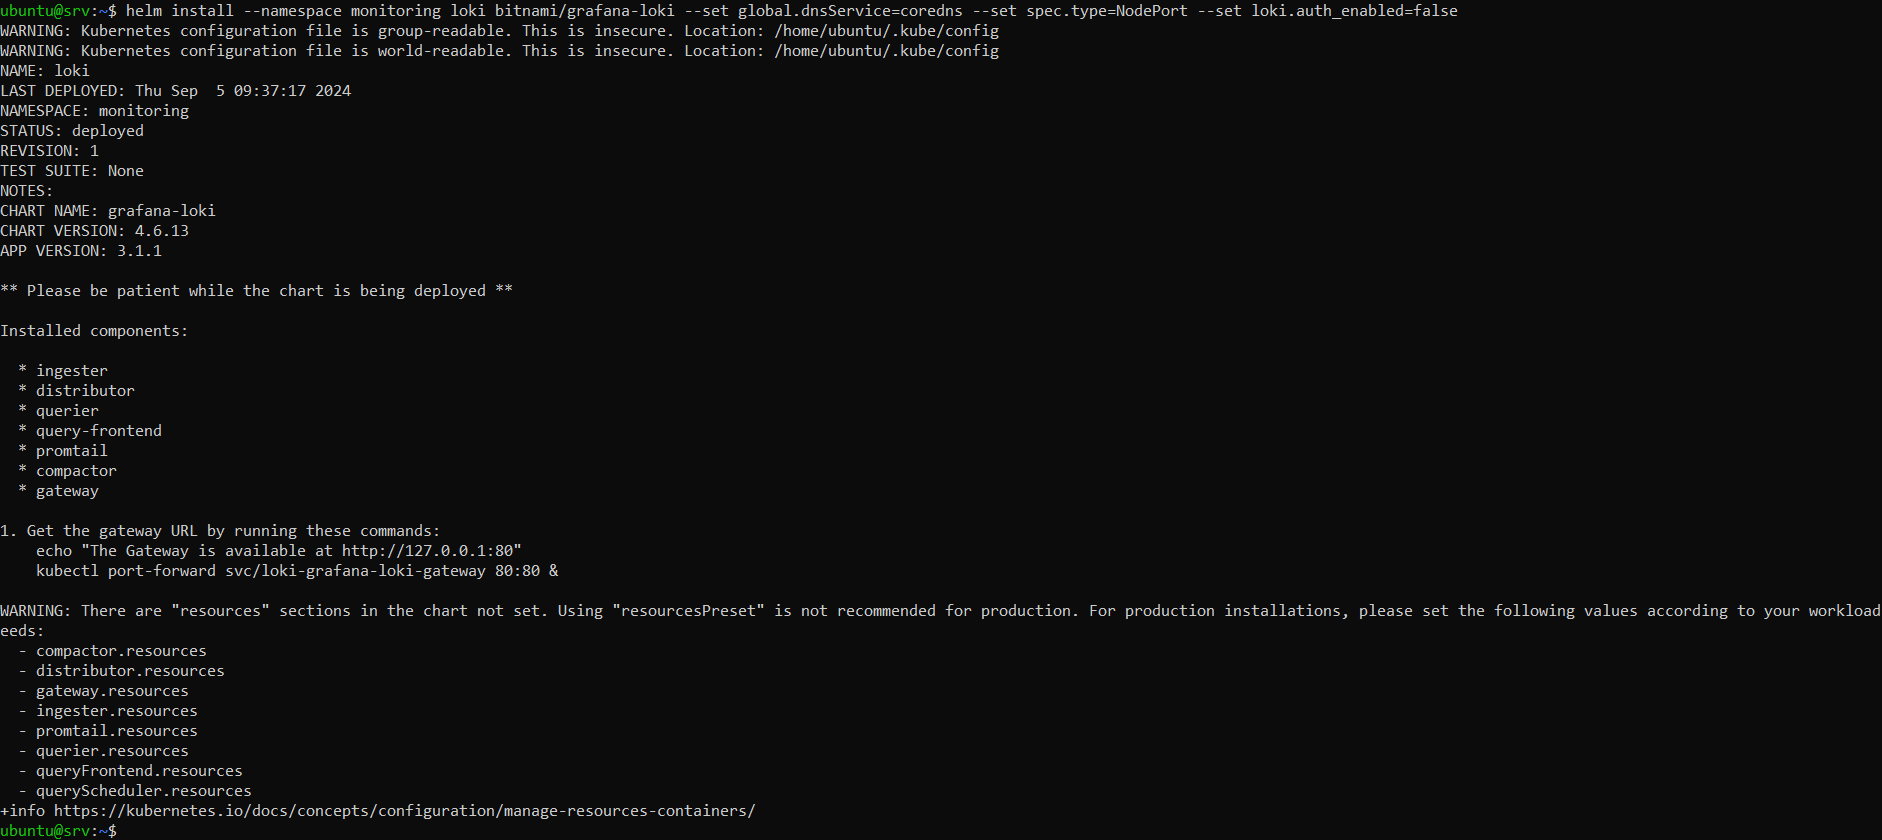 ubuntu@srv:~$ helm install --namespace monitoring loki bitnami/grafana-loki --set global.dnsService=coredns --set spec.type=NodePort --set loki.auth_enabled=false
WARNING: Kubernetes configuration file is group-readable. This is insecure. Location: /home/ubuntu/.kube/config
WARNING: Kubernetes configuration file is world-readable. This is insecure. Location: /home/ubuntu/.kube/config
NAME: loki
LAST DEPLOYED: Thu Sep  5 09:37:17 2024
NAMESPACE: monitoring
STATUS: deployed
REVISION: 1
TEST SUITE: None
NOTES:
CHART NAME: grafana-loki
CHART VERSION: 4.6.13
APP VERSION: 3.1.1
** Please be patient while the chart is being deployed **
Installed components:
  * ingester
  * distributor
  * querier
  * query-frontend
  * promtail
  * compactor
  * gateway
1. Get the gateway URL by running these commands:
    echo "The Gateway is available at http://127.0.0.1:80"
    kubectl port-forward svc/loki-grafana-loki-gateway 80:80 &
WARNING: There are "resources" sections in the chart not set. Using "resourcesPreset" is not recommended for production. For production installations, please set the following values according to your workload
eeds:
  - compactor.resources
  - distributor.resources
  - gateway.resources
  - ingester.resources
  - promtail.resources
  - querier.resources
  - queryFrontend.resources
  - queryScheduler.resources
+info https://kubernetes.io/docs/concepts/configuration/manage-resources-containers/
ubuntu@srv:~$